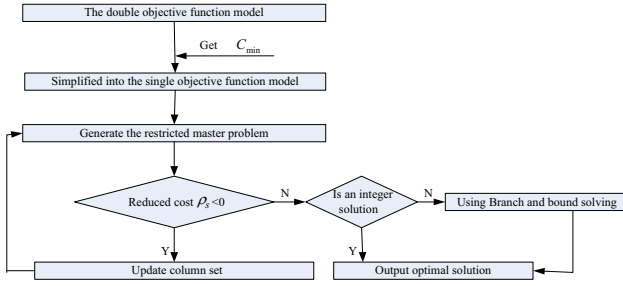 The double objective function model
Get C_min
Simplified into the single objective function model
Generate the restricted master problem
Reduced cost ρ_s<0
N
Is an integer
solution
N
Using Branch and bound solving
Y
Y
Update column set
Output optimal solution